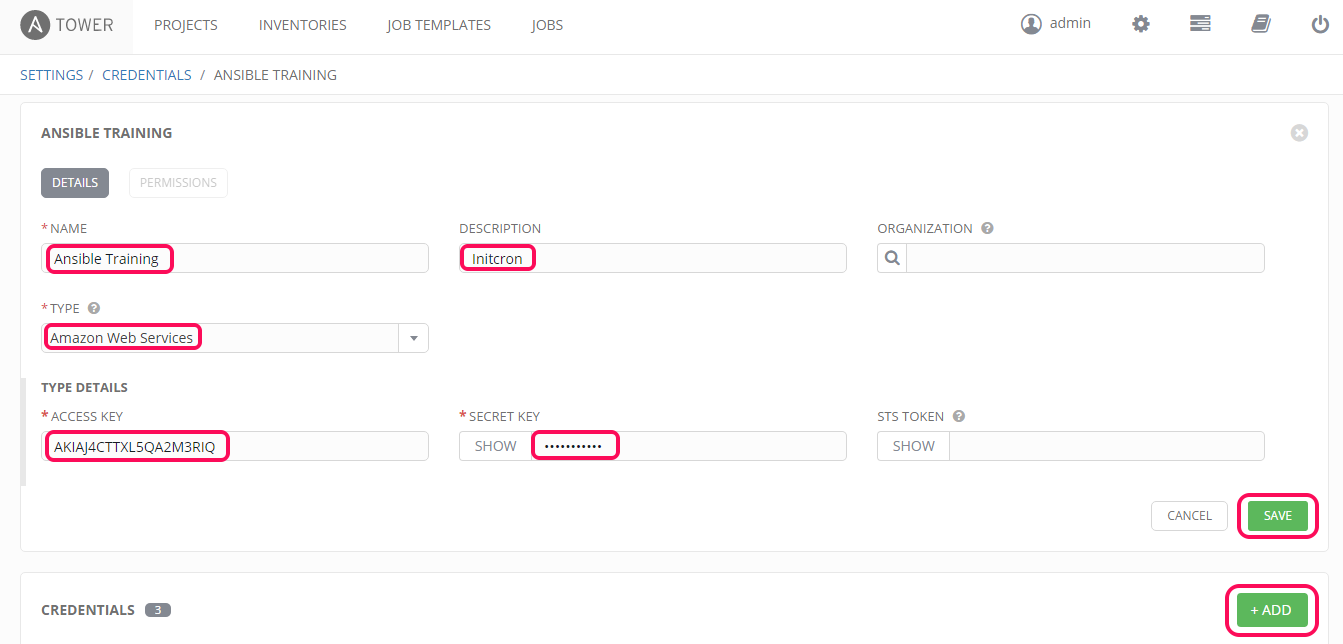 TOWER PROJECTS INVENTORIES JOB TEMPLATES JOBS admin
SETTINGS / CREDENTIALS / ANSIBLE TRAINING
ANSIBLE TRAINING
DETAILS PERMISSIONS
* NAME DESCRIPTION ORGANIZATION ?
Ansible Training Initcron
* TYPE ?
Amazon Web Services
TYPE DETAILS
* ACCESS KEY * SECRET KEY STS TOKEN ?
AKIAJ4CTTXL5QA2M3RIQ SHOW ••••••••••• SHOW
CANCEL SAVE
CREDENTIALS 3 + ADD